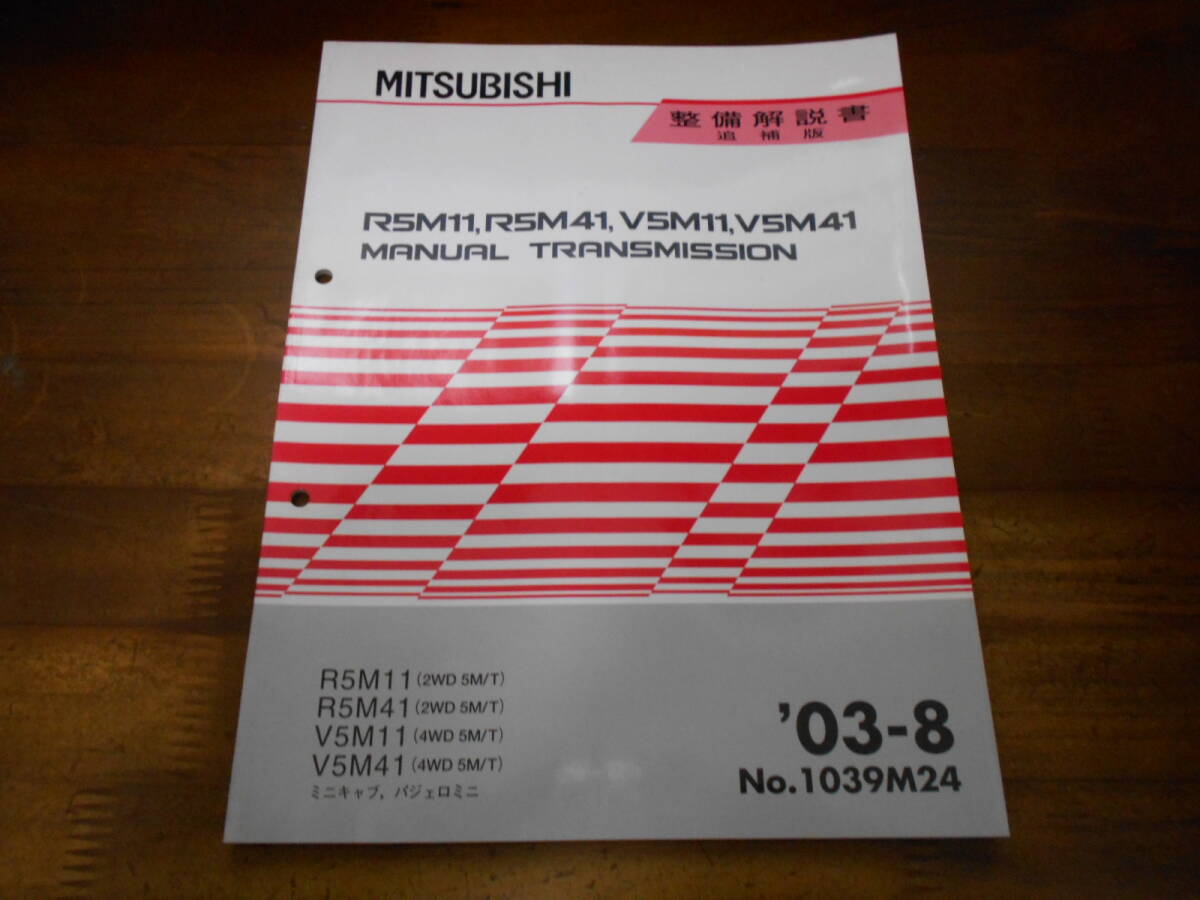 MITSUBISHI
整備解説書
追補版
R5M11, R5M41, V5M11, V5M41
MANUAL TRANSMISSION
R5M11 (2WD 5M/T)
R5M41 (2WD 5M/T)
V5M11 (4WD 5M/T)
V5M41 (4WD 5M/T)
ミニキャブ, パジェロミニ
'03-8
No.1039M24